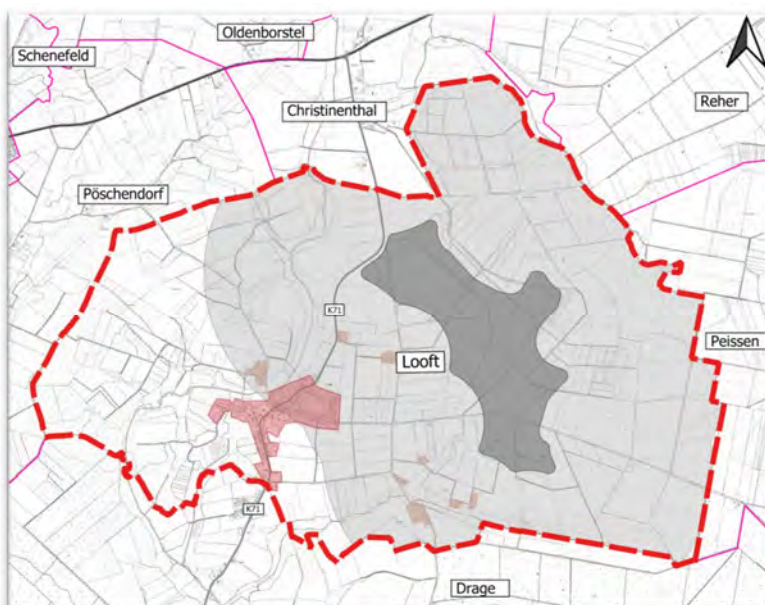 Oldenborstel
Schenefeld
Reher
Christinenthal
Pöschendorf
K71
Peissen
Looft
K71
Drage